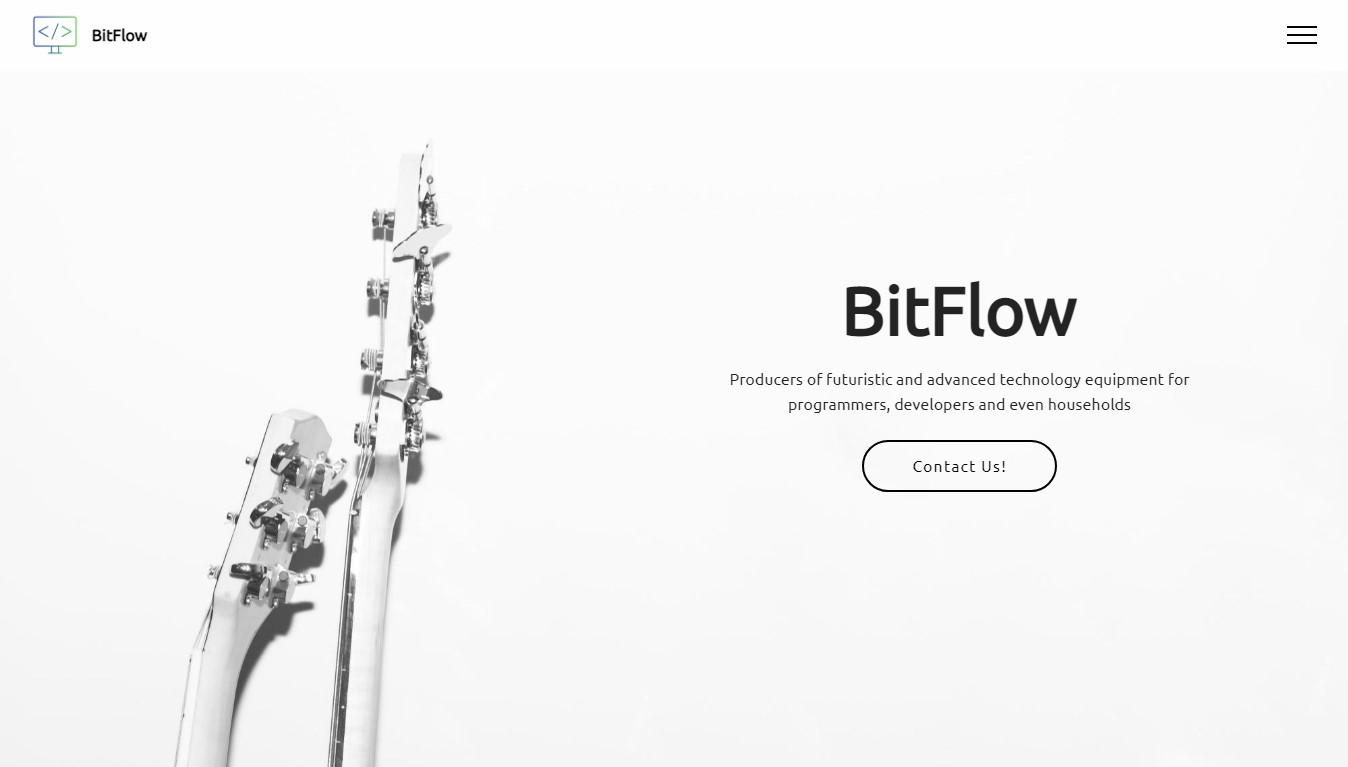 </> BitFlow
BitFlow
Producers of futuristic and advanced technology equipment for
programmers, developers and even households
Contact Us!